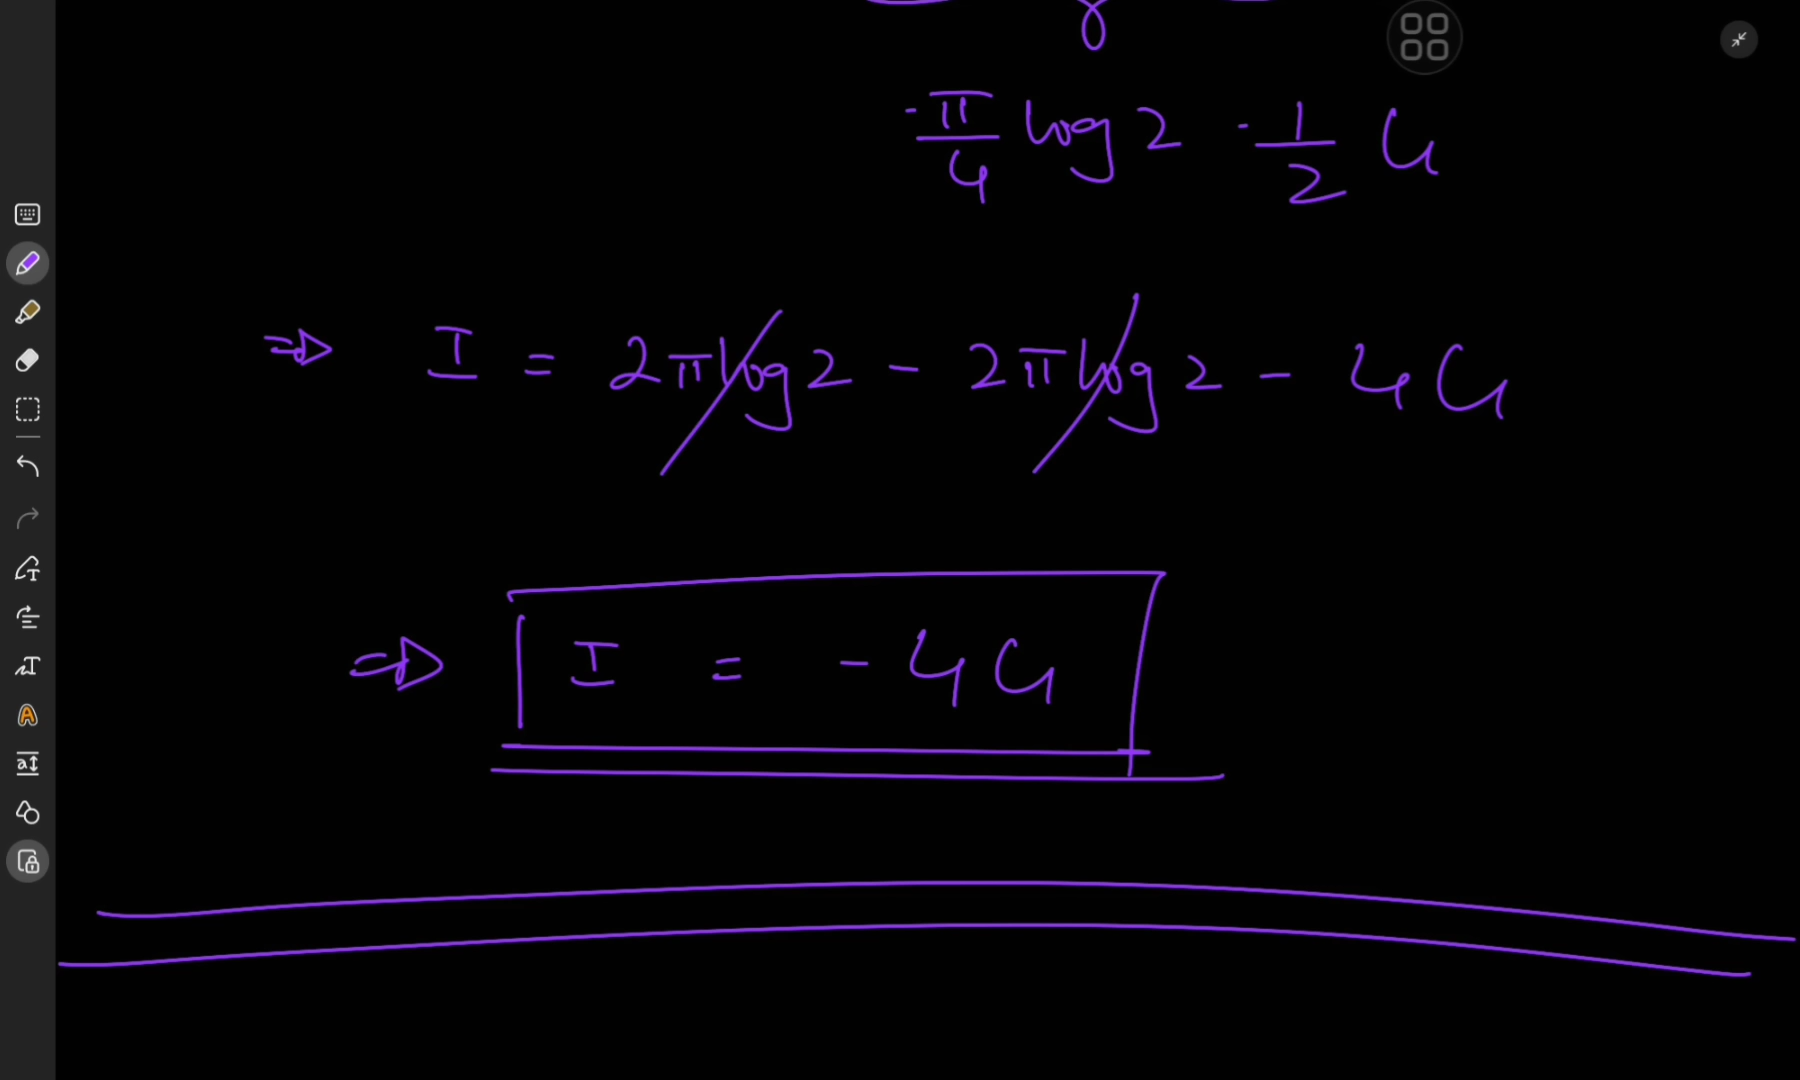 -π/4 log 2 - 1/2 G
⇒ I = 2π log 2 - 2π log 2 - 4G
⇒ I = - 4G